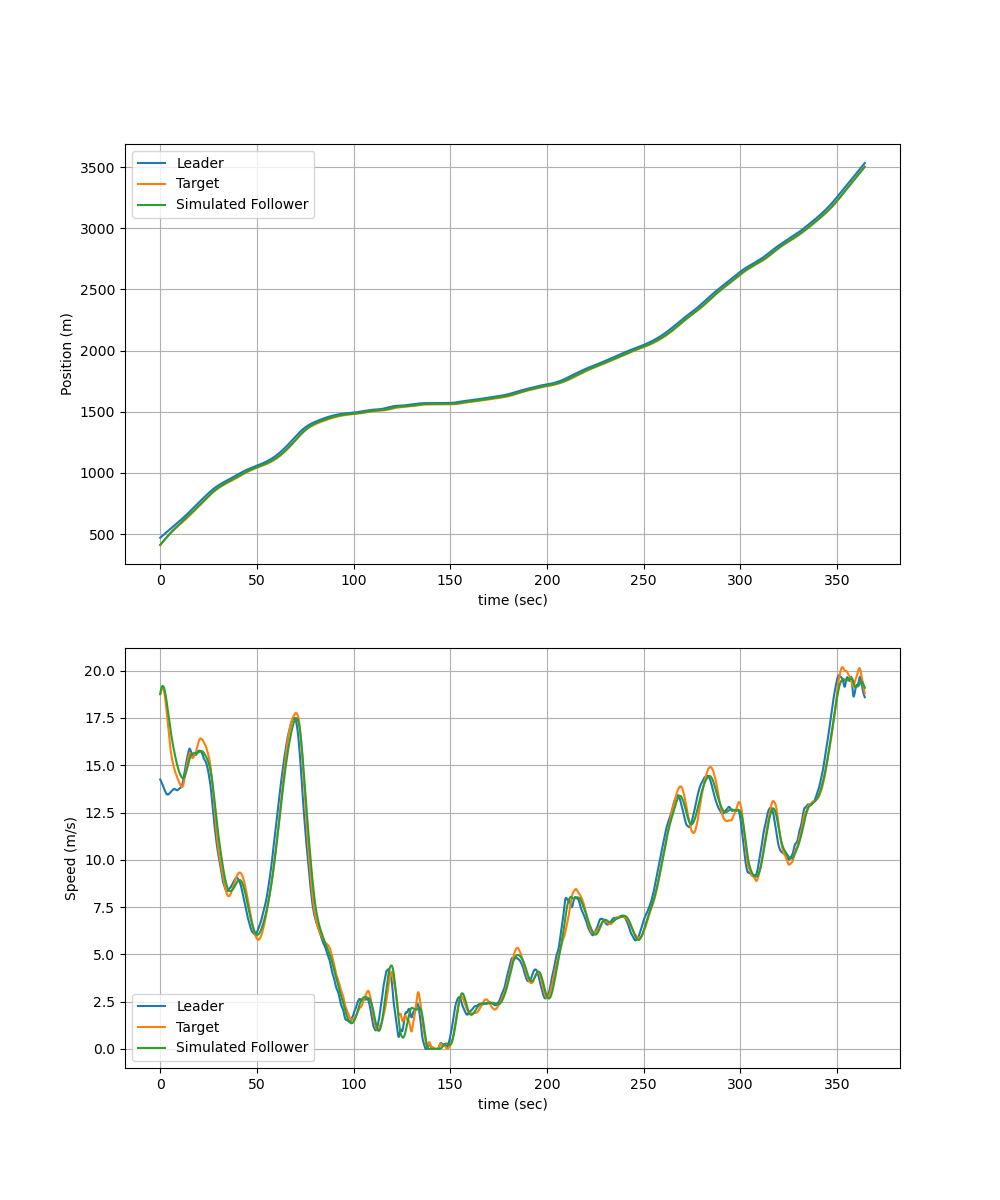 Leader
Target
Simulated Follower
3500
3000
2500
2000
1500
1000
500
Position (m)
0 50 100 150 200 250 300 350
time (sec)
20.0
17.5
15.0
12.5
10.0
7.5
5.0
2.5
0.0
Speed (m/s)
Leader
Target
Simulated Follower
0 50 100 150 200 250 300 350
time (sec)